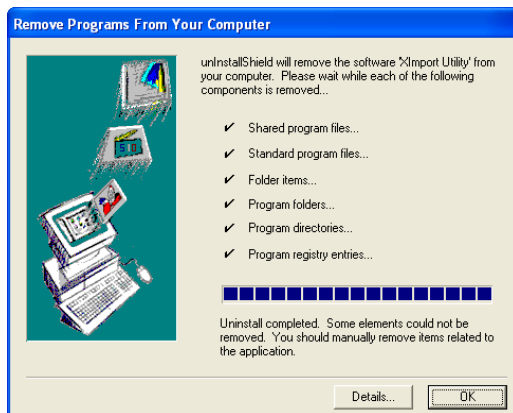 Remove Programs From Your Computer
unInstallShield will remove the software 'XImport Utility' from
your computer. Please wait while each of the following
components is removed...
Shared program files...
Standard program files...
Folder items...
Program folders...
Program directories...
Program registry entries...
Uninstall completed. Some elements could not be
removed. You should manually remove items related to
the application.
Details...
OK